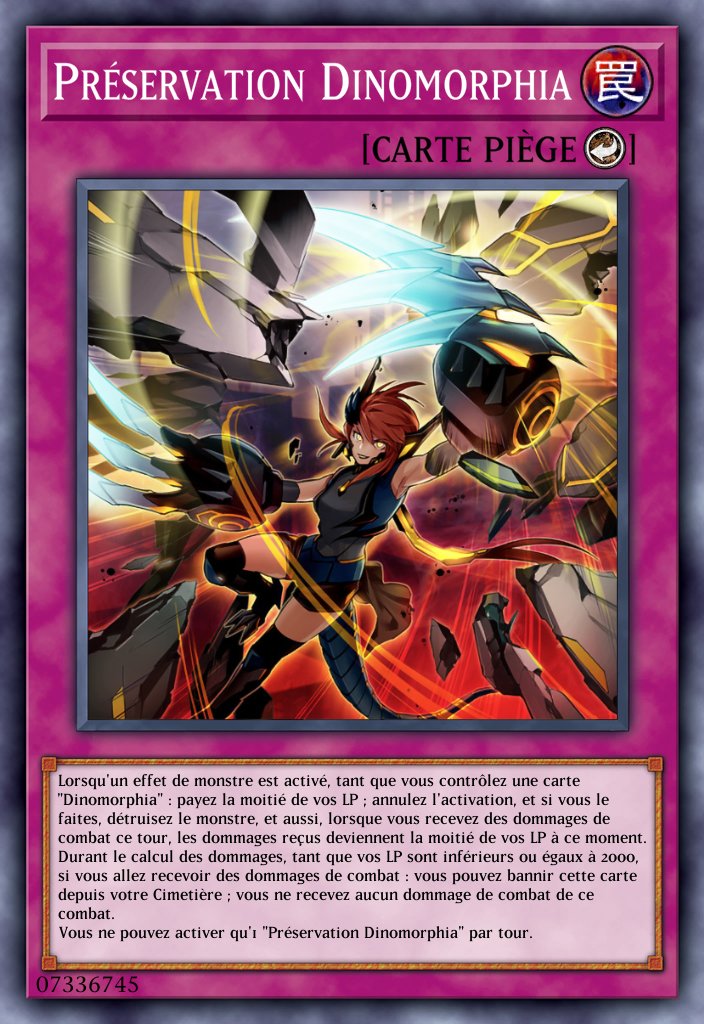 PRÉSERVATION DINOMORPHIA
罠
[CARTE PIÈGE]
Lorsqu'un effet de monstre est activé, tant que vous contrôlez une carte
"Dinomorphia" : payez la moitié de vos LP ; annulez l'activation, et si vous le
faites, détruisez le monstre, et aussi, lorsque vous recevez des dommages de
combat ce tour, les dommages reçus deviennent la moitié de vos LP à ce moment.
Durant le calcul des dommages, tant que vos LP sont inférieurs ou égaux à 2000,
si vous allez recevoir des dommages de combat : vous pouvez bannir cette carte
depuis votre Cimetière ; vous ne recevez aucun dommage de combat de ce
combat.
Vous ne pouvez activer qu'1 "Préservation Dinomorphia" par tour.
07336745